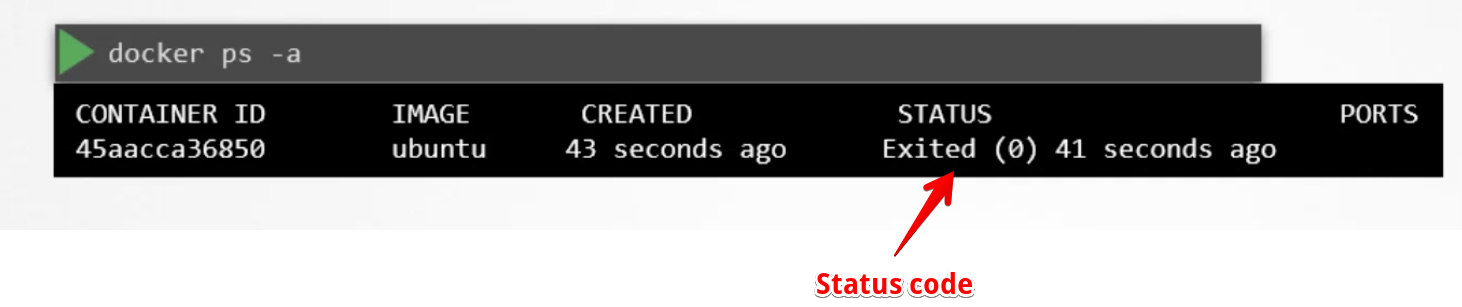 docker ps -a
CONTAINER ID IMAGE CREATED STATUS PORTS
45aacca36850 ubuntu 43 seconds ago Exited (0) 41 seconds ago
Status code